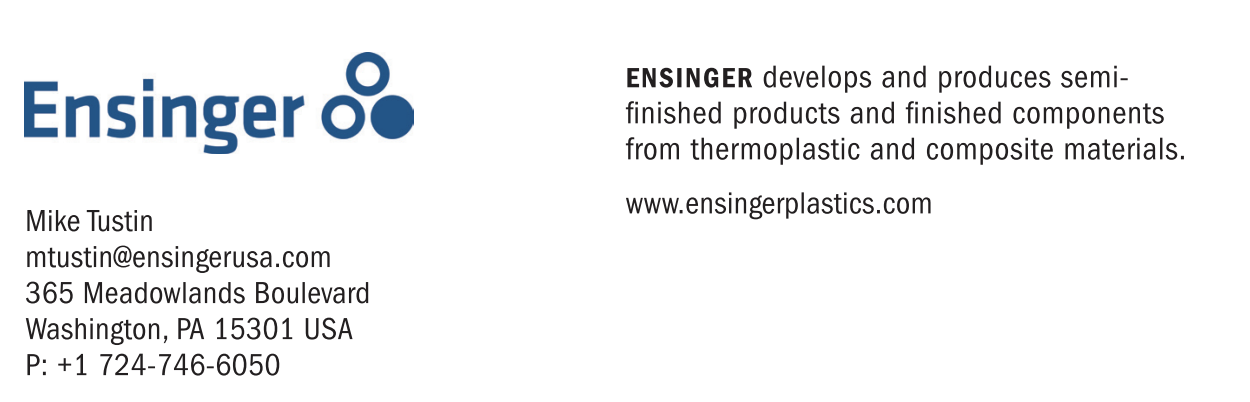 Ensinger
Mike Tustin
mtustin@ensingerusa.com
365 Meadowlands Boulevard
Washington, PA 15301 USA
P: +1 724-746-6050
ENSINGER develops and produces semi-
finished products and finished components
from thermoplastic and composite materials.
www.ensingerplastics.com